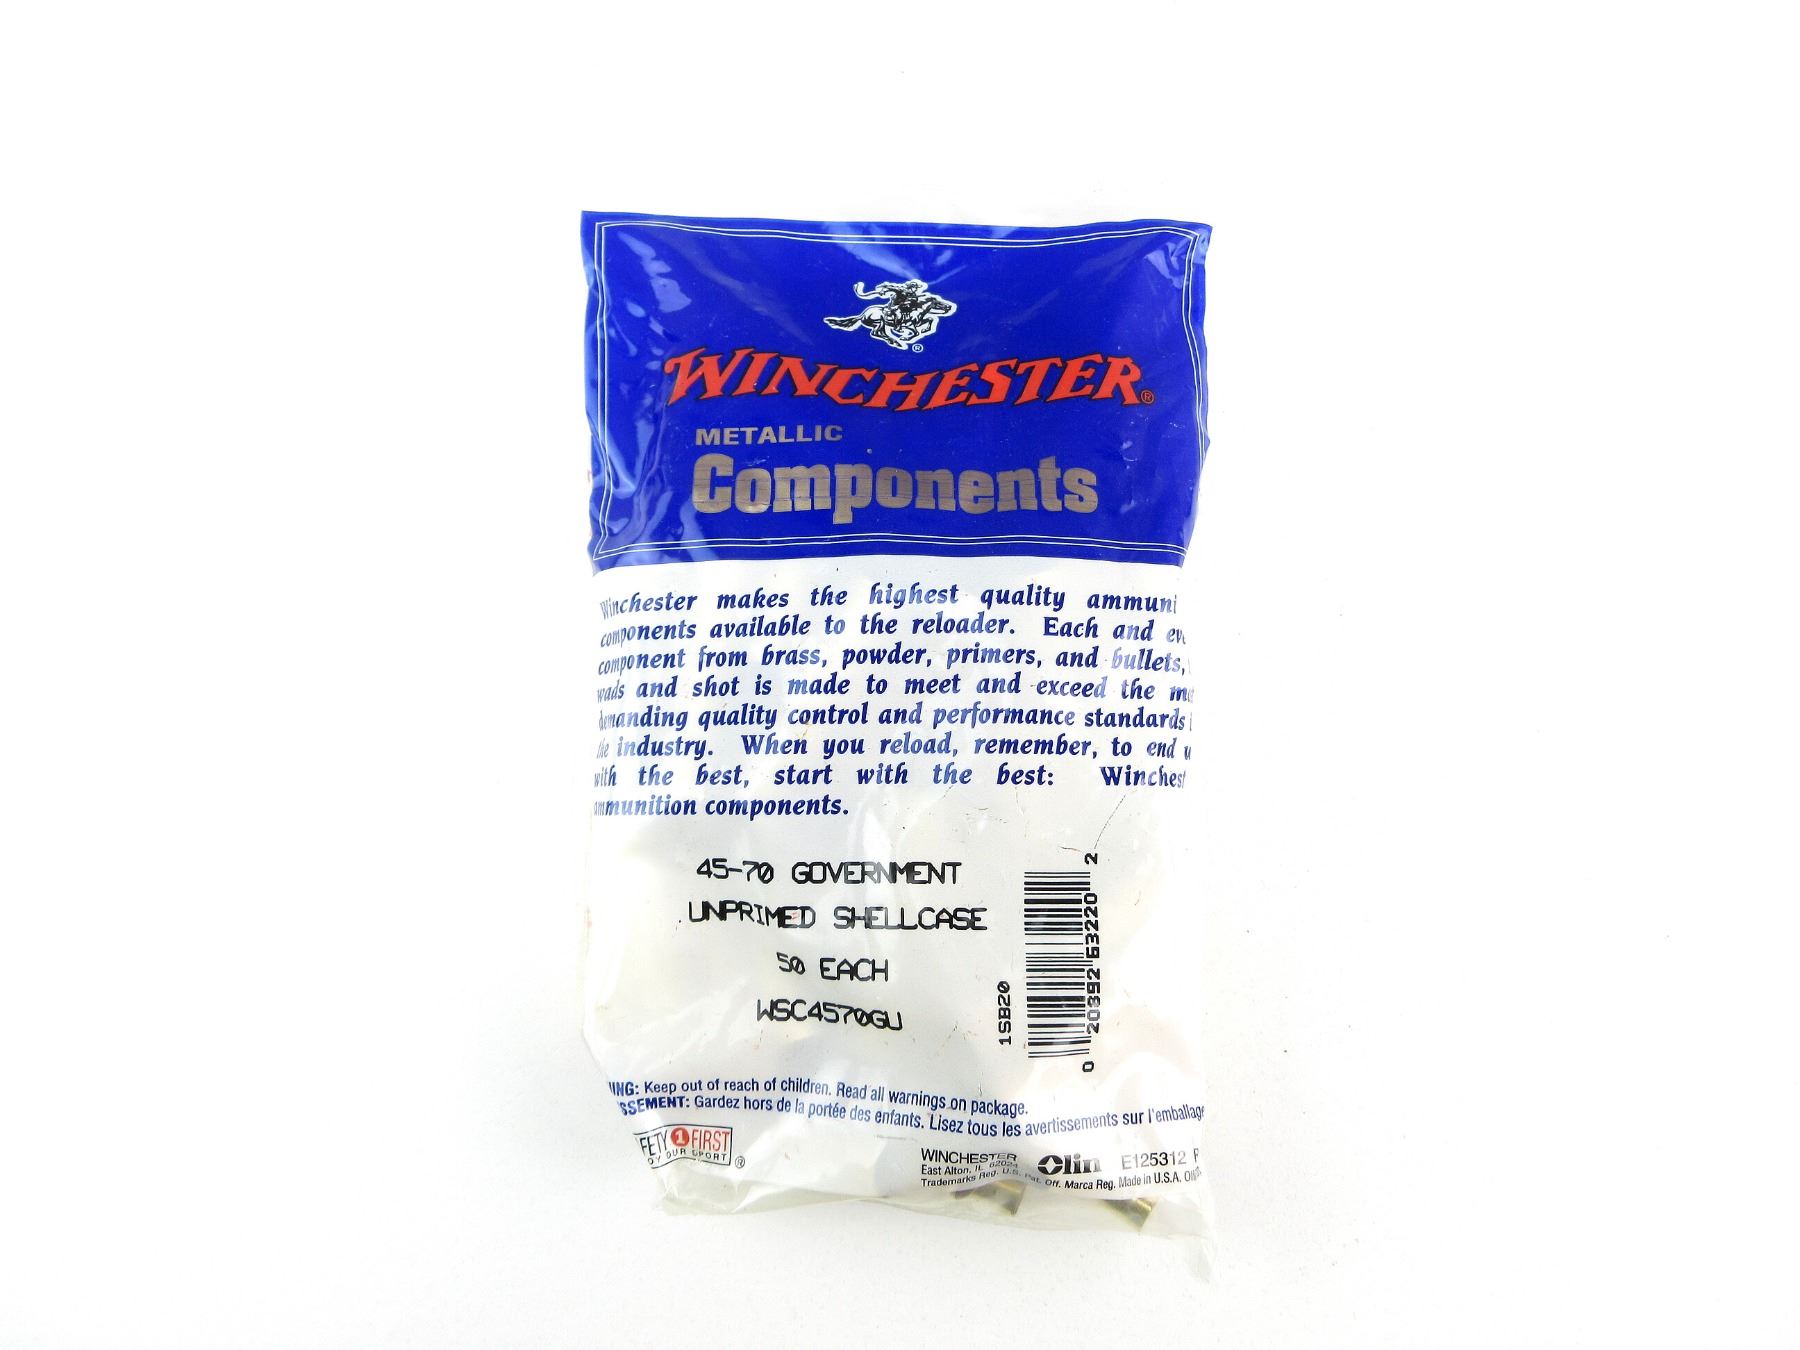 WINCHESTER®
METALLIC
Components
Winchester makes the highest quality ammuni
components available to the reloader. Each and ev
component from brass, powder, primers, and bullets,
wads and shot is made to meet and exceed the
demanding quality control and performance standards
the industry. When you reload, remember, to end u
with the best, start with the best: Winchest
ammunition components.
45-70 GOVERNMENT
UNPRIMED SHELLCASE
50 EACH
WSC4570GU
1SB20
0 20892 63220 2
ING: Keep out of reach of children. Read all warnings on package.
SSEMENT: Gardez hors de la portée des enfants. Lisez tous les avertissements sur l'emballage
FETY 1 FIRST
OUR SPORT ®
WINCHESTER
East Alton, IL 62024
Trademarks Reg. U.S. Pat. Off. Marca Reg. Made in U.S.A.
Olin E125312